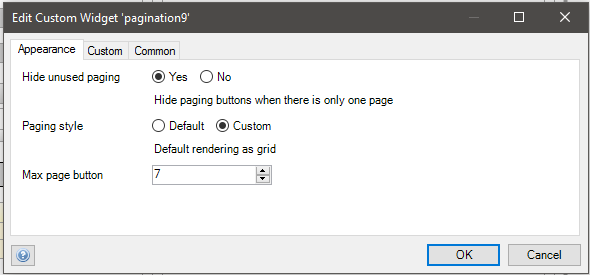 Edit Custom Widget 'pagination9'
Appearance Custom Common
Hide unused paging Yes No
Hide paging buttons when there is only one page
Paging style Default Custom
Default rendering as grid
Max page button 7
? OK Cancel